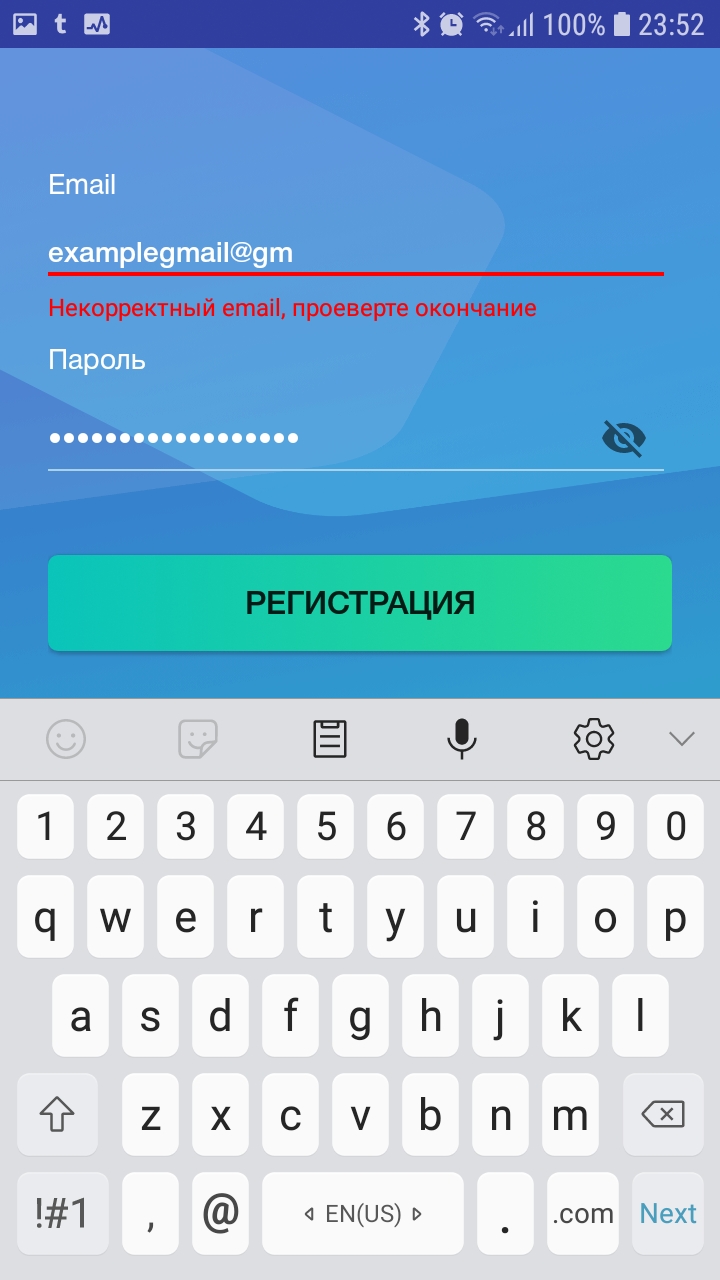 t 100% 23:52
Email
examplegmail@gm
Некорректный email, проеверте окончание
Пароль
•••••••••••••••••••
РЕГИСТРАЦИЯ
1 2 3 4 5 6 7 8 9 0
q w e r t y u i o p
a s d f g h j k l
z x c v b n m
!#1 , @ EN(US) . .com Next